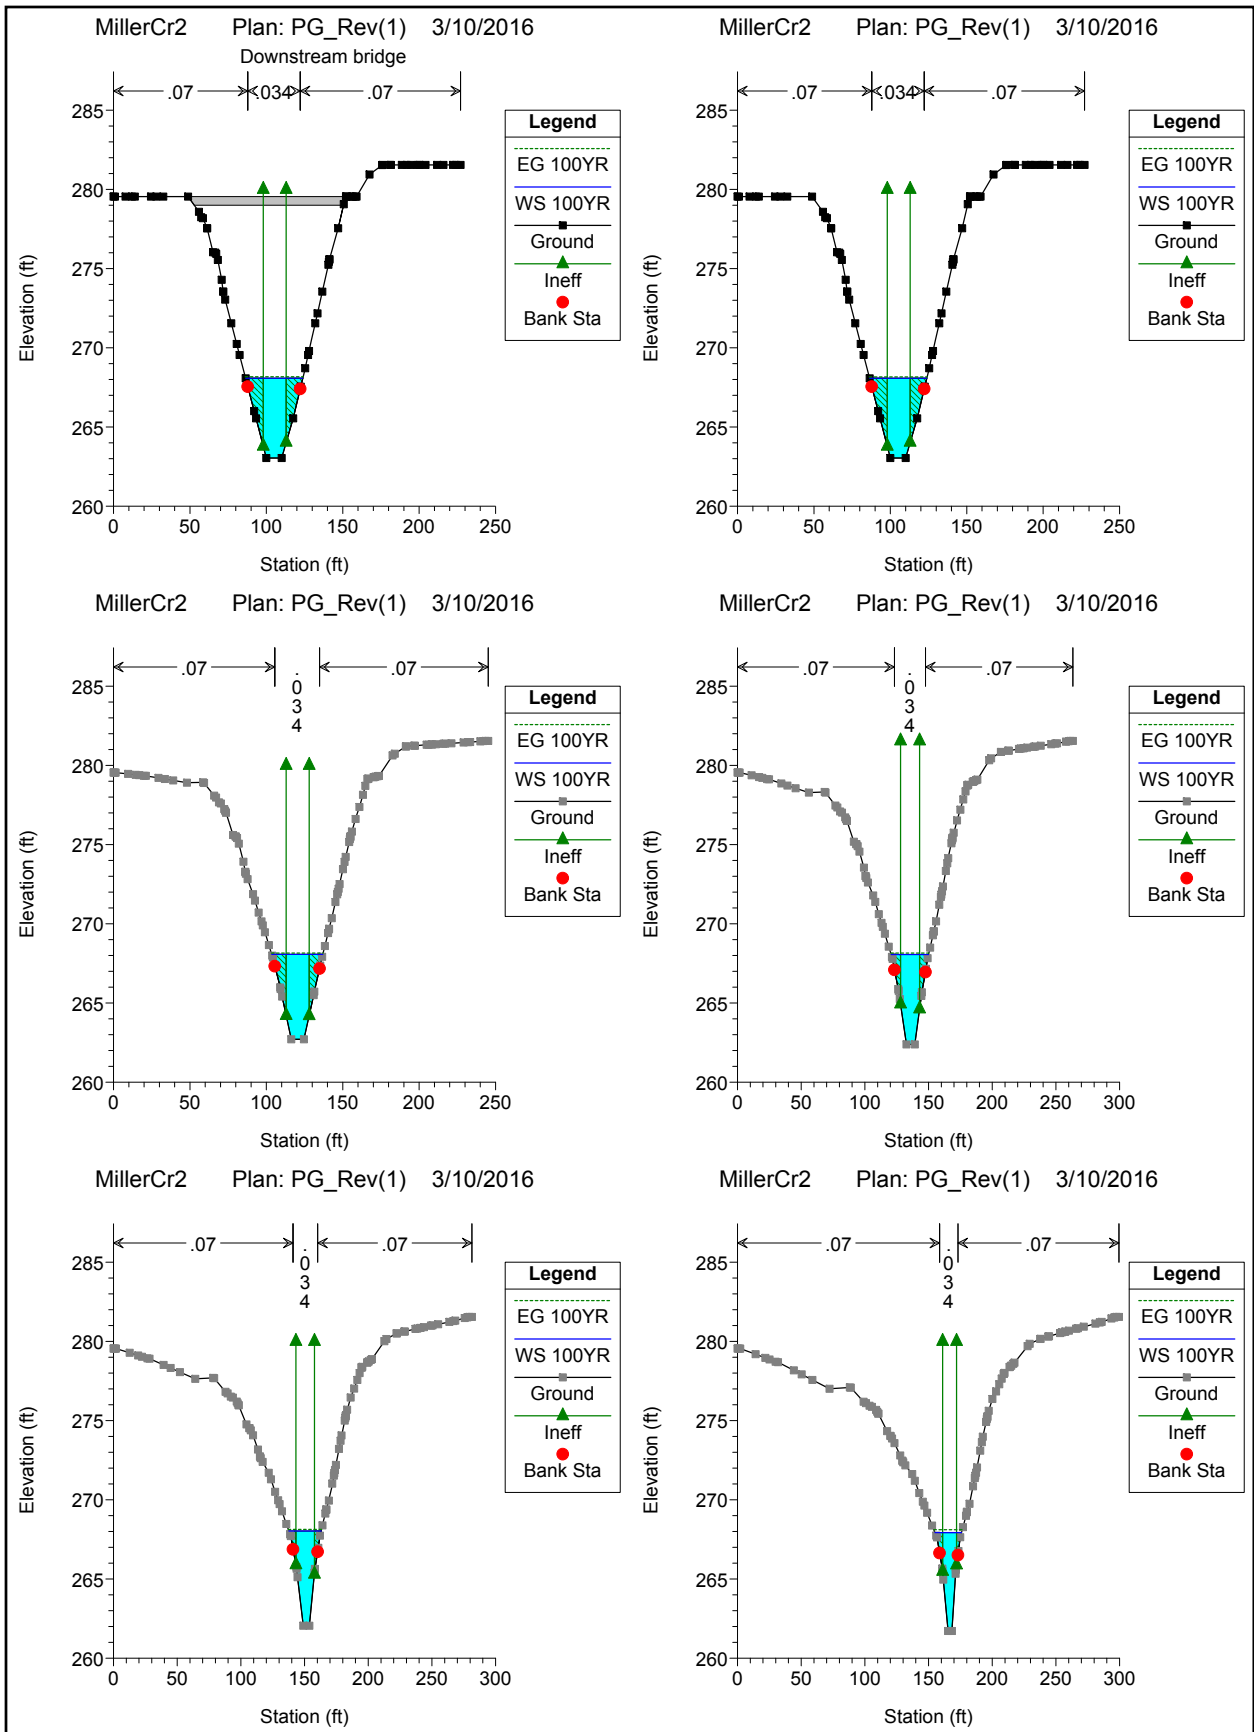 MillerCr2 Plan: PG_Rev(1) 3/10/2016
Downstream bridge
.07 .034 .07
Legend
EG 100YR
WS 100YR
Ground
Ineff
Bank Sta
285
280
275
270
265
260
0 50 100 150 200 250
Elevation (ft)
Station (ft)
MillerCr2 Plan: PG_Rev(1) 3/10/2016
.07 .034 .07
Legend
EG 100YR
WS 100YR
Ground
Ineff
Bank Sta
285
280
275
270
265
260
0 50 100 150 200 250
Elevation (ft)
Station (ft)
MillerCr2 Plan: PG_Rev(1) 3/10/2016
.07 .034 .07
Legend
EG 100YR
WS 100YR
Ground
Ineff
Bank Sta
285
280
275
270
265
260
0 50 100 150 200 250
Elevation (ft)
Station (ft)
MillerCr2 Plan: PG_Rev(1) 3/10/2016
.07 .034 .07
Legend
EG 100YR
WS 100YR
Ground
Ineff
Bank Sta
285
280
275
270
265
260
0 50 100 150 200 250 300
Elevation (ft)
Station (ft)
MillerCr2 Plan: PG_Rev(1) 3/10/2016
.07 .034 .07
Legend
EG 100YR
WS 100YR
Ground
Ineff
Bank Sta
285
280
275
270
265
260
0 50 100 150 200 250 300
Elevation (ft)
Station (ft)
MillerCr2 Plan: PG_Rev(1) 3/10/2016
.07 .034 .07
Legend
EG 100YR
WS 100YR
Ground
Ineff
Bank Sta
285
280
275
270
265
260
0 50 100 150 200 250 300
Elevation (ft)
Station (ft)